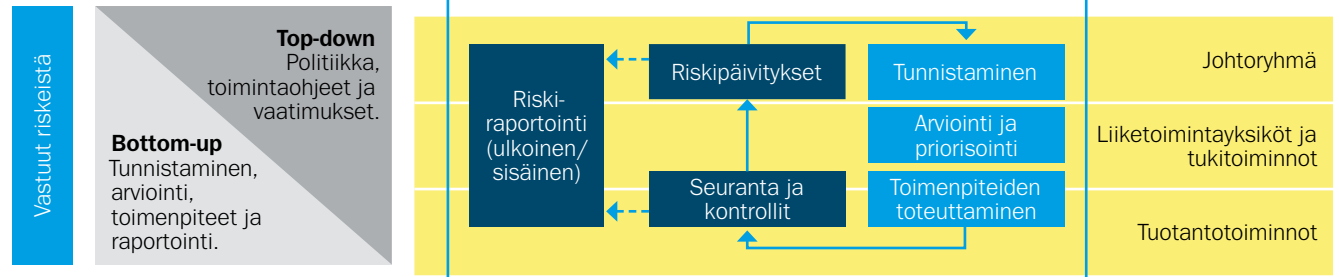 Vastuut riskeistä
Top-down
Politiikka,
toimintaohjeet ja
vaatimukset.
Bottom-up
Tunnistaminen,
arviointi,
toimenpiteet ja
raportointi.
Riski-
raportointi
(ulkoinen/
sisäinen)
Riskipäivitykset
Seuranta ja
kontrollit
Tunnistaminen
Arviointi ja
priorisointi
Toimenpiteiden
toteuttaminen
Johtoryhmä
Liiketoimintayksiköt ja
tukitoiminnot
Tuotantotoiminnot